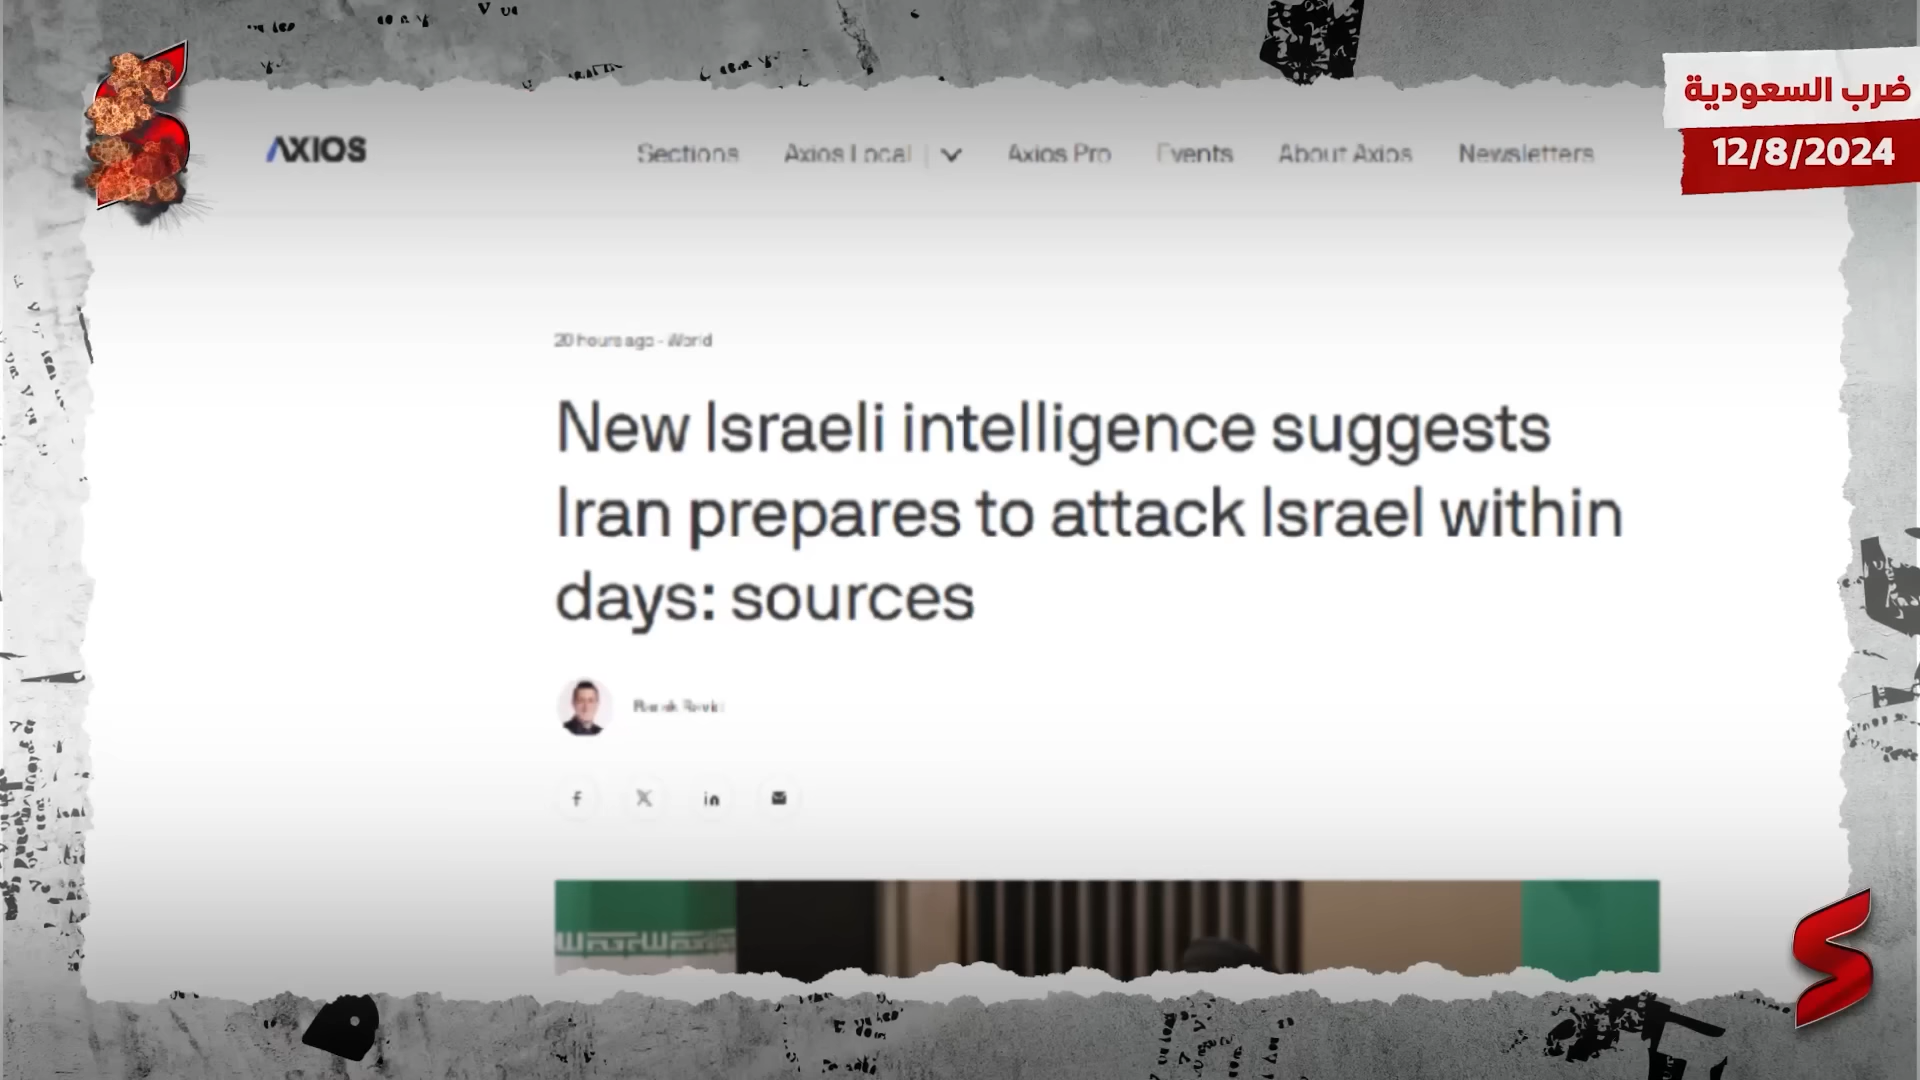 ضرب السعودية
12/8/2024
AXIOS
Sections Axios Local Axios Pro Events About Axios Newsletters
20 hours ago - World
New Israeli intelligence suggests
Iran prepares to attack Israel within
days: sources